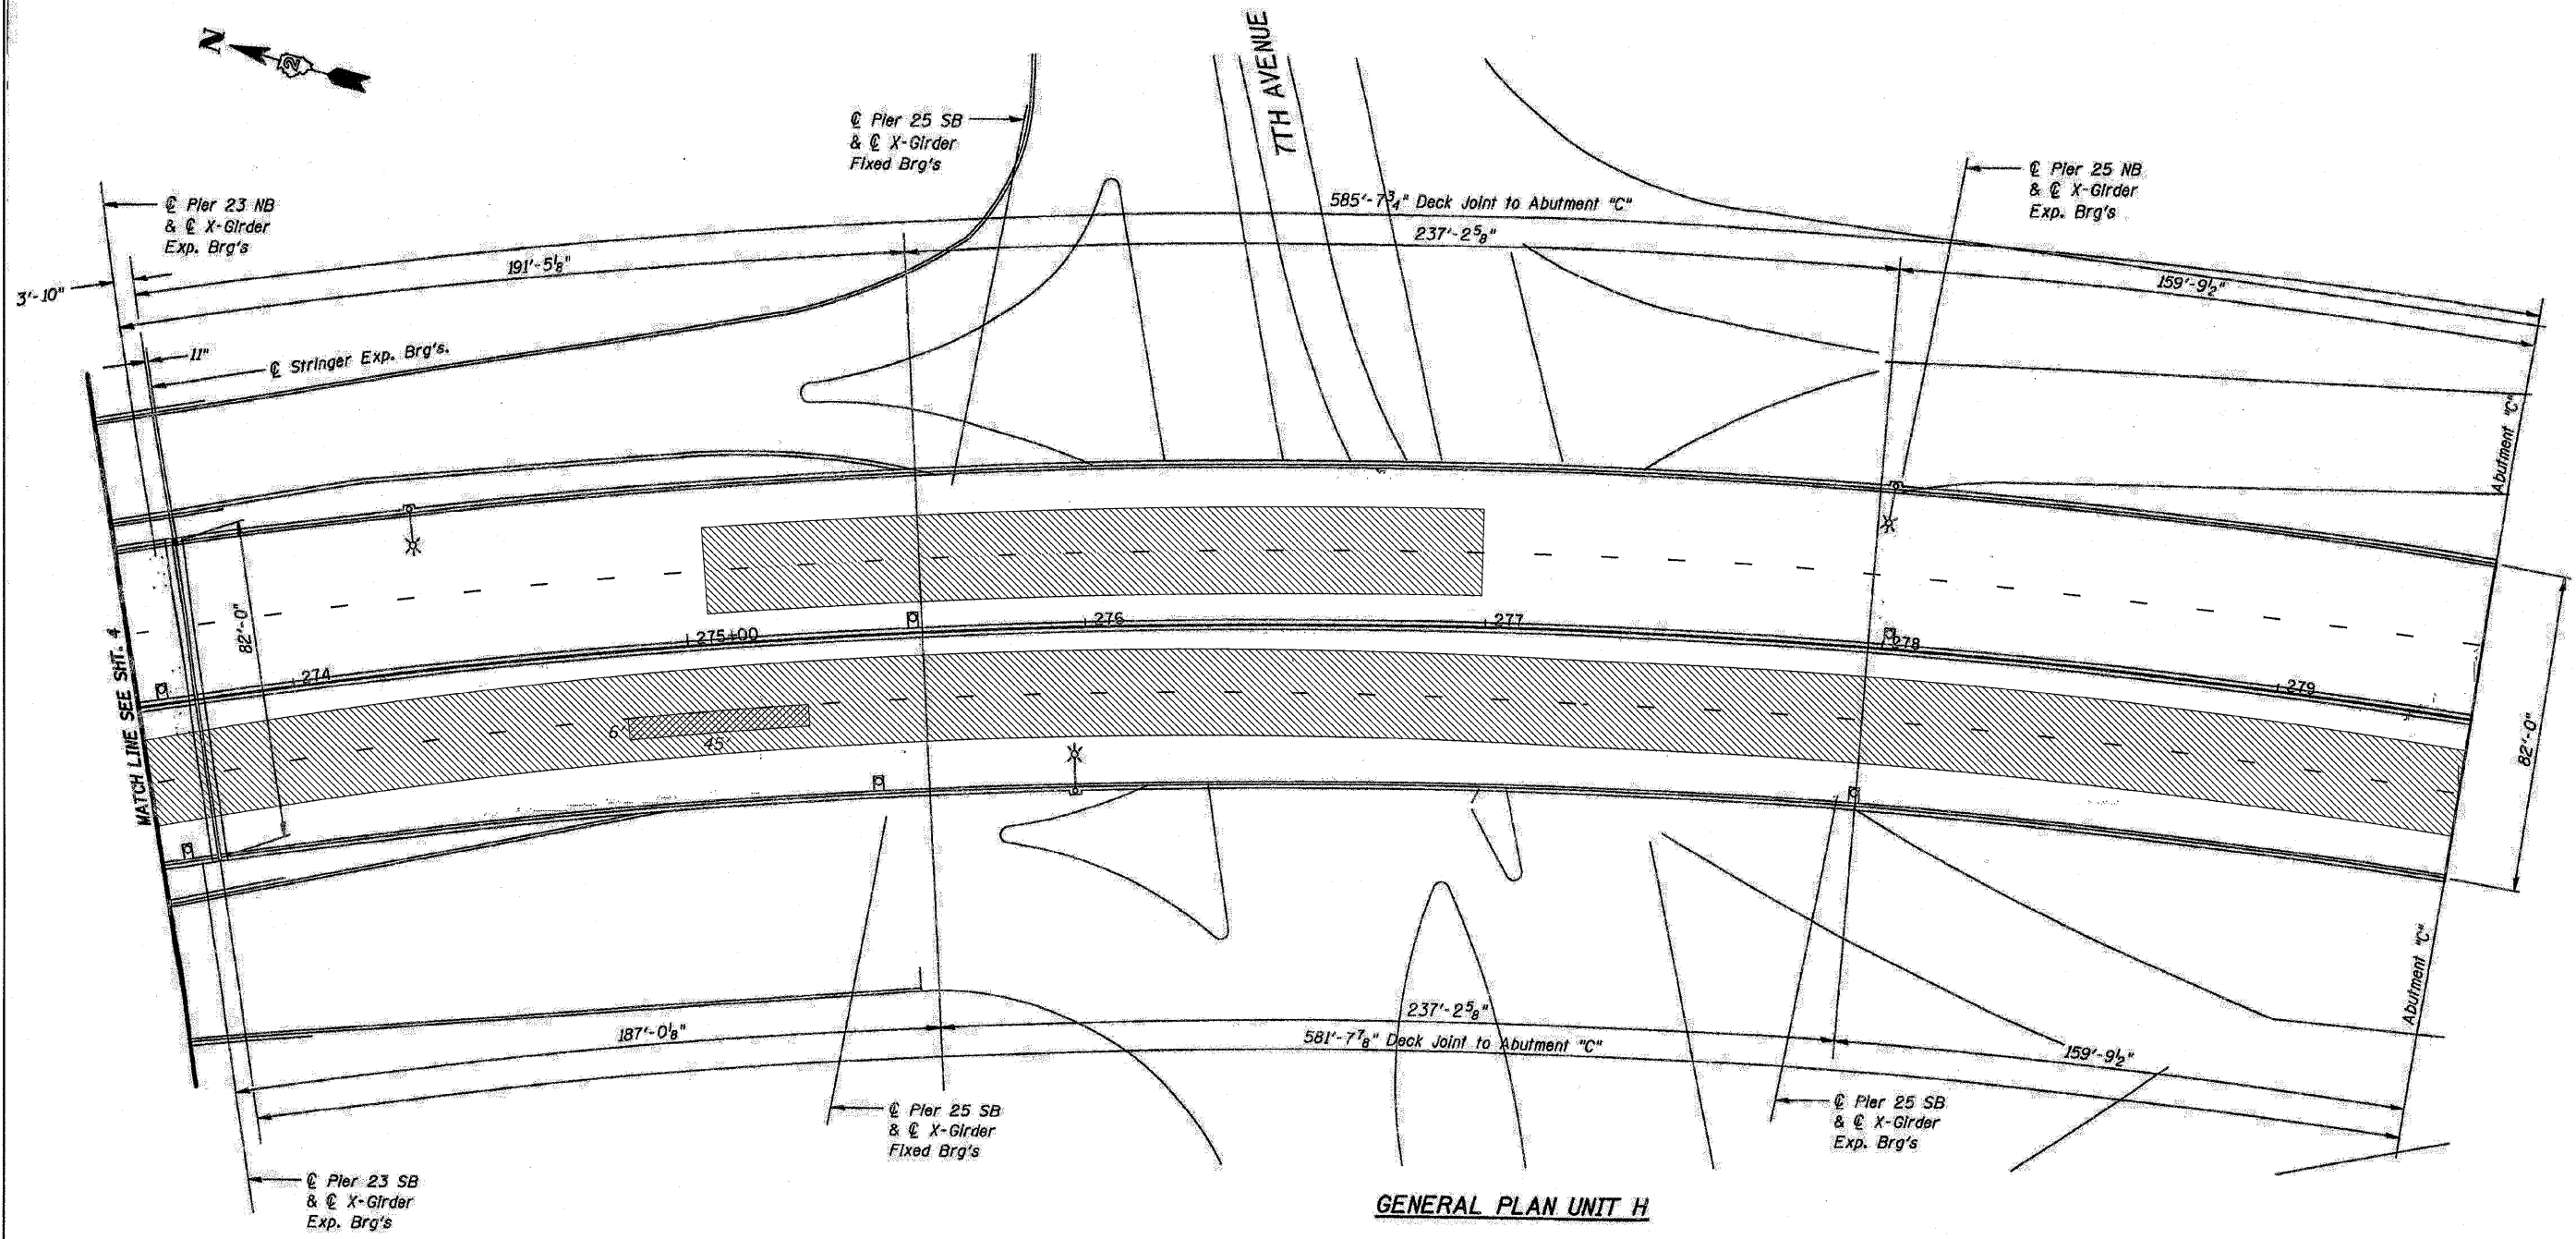 N
2
7TH AVENUE
℄ Pier 25 SB
& ℄ X-Girder
Fixed Brg's
℄ Pier 23 NB
& ℄ X-Girder
Exp. Brg's
℄ Pier 25 NB
& ℄ X-Girder
Exp. Brg's
585'-7¾" Deck Joint to Abutment "C"
237'-2⅝"
191'-5⅛"
159'-9½"
3'-10"
11"
℄ Stringer Exp. Brg's.
Abutment "C"
82'-0"
MATCH LINE SEE SHT. 4
274
275+00
276
277
278
279
6'
45'
82'-0"
Abutment "C"
187'-0⅛"
237'-2⅝"
581'-7⅞" Deck Joint to Abutment "C"
159'-9½"
℄ Pier 25 SB
& ℄ X-Girder
Fixed Brg's
℄ Pier 25 SB
& ℄ X-Girder
Exp. Brg's
℄ Pier 23 SB
& ℄ X-Girder
Exp. Brg's
GENERAL PLAN UNIT H